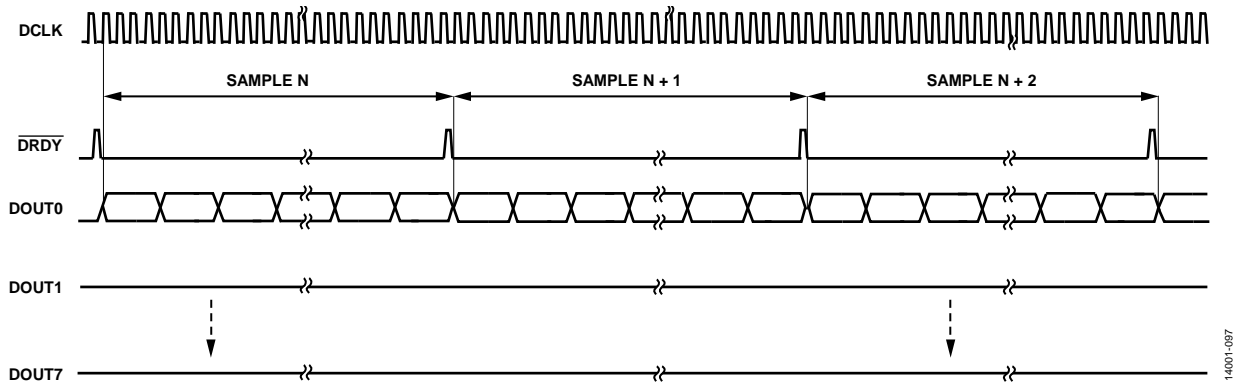 DCLK
SAMPLE N
SAMPLE N + 1
SAMPLE N + 2
DRDY
DOUT0
DOUT1
DOUT7
14001-097